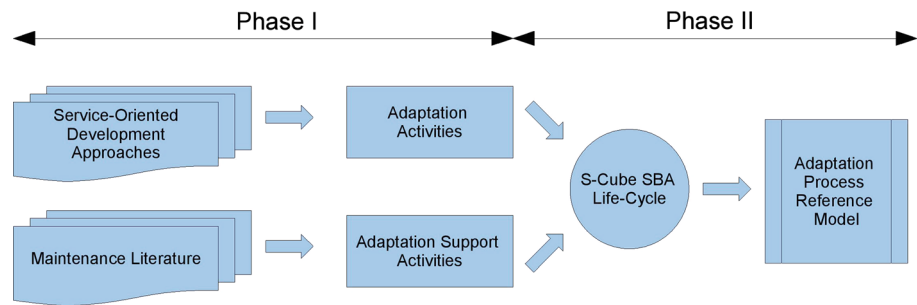 Phase I
Phase II
Service-Oriented
Development
Approaches
Adaptation
Activities
S-Cube SBA
Life-Cycle
Adaptation
Process
Reference
Model
Maintenance Literature
Adaptation Support
Activities